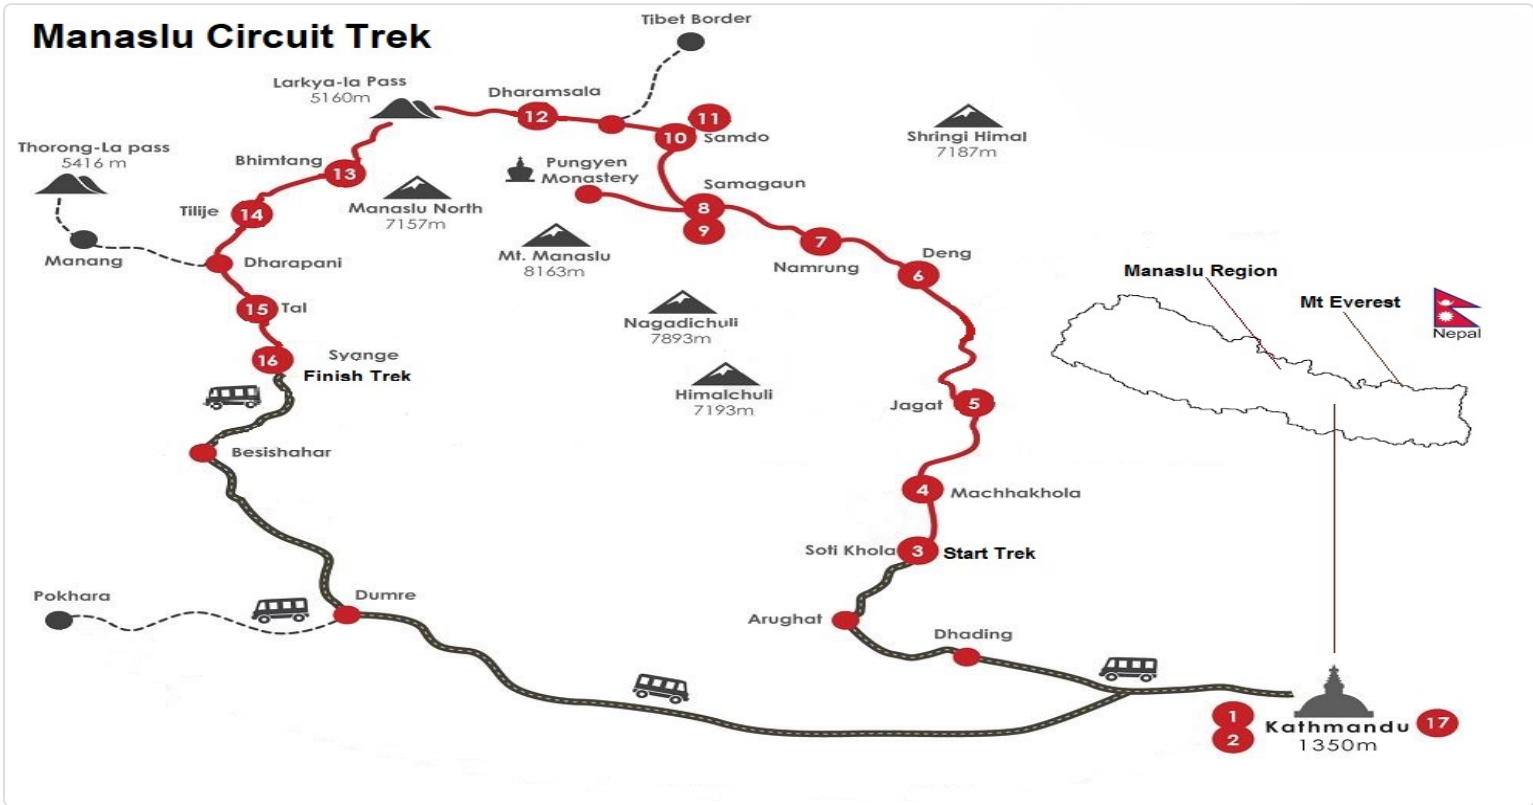 Manaslu Circuit Trek
Tibet Border
Larkya-la Pass
5160m
Dharamsala
12
11
10
Samdo
Shringi Himal
7187m
Thorong-La pass
5416 m
Bhimtang
13
Pungyen
Monastery
Samagaun
8
9
Manaslu North
7157m
Tilije
14
Mt. Manaslu
8163m
7
Namrung
Deng
6
Manang
Dharapani
Manaslu Region
Mt Everest
Nepal
15
Tal
Nagadichuli
7893m
16
Syange
Finish Trek
Himalchuli
7193m
Jagat
5
Besishahar
4
Machhakhola
Soti Khola
3
Start Trek
Pokhara
Dumre
Arughat
Dhading
1
2
Kathmandu
1350m
17